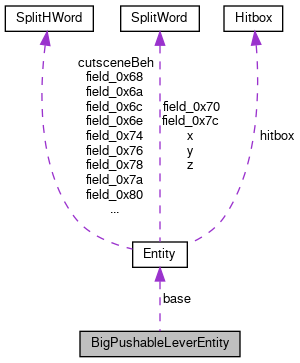 SplitHWord
SplitWord
Hitbox
cutsceneBeh
field_0x68
field_0x6a
field_0x6c
field_0x6e
field_0x74
field_0x76
field_0x78
field_0x7a
field_0x80
...
field_0x70
field_0x7c
x
y
z
hitbox
Entity
base
BigPushableLeverEntity